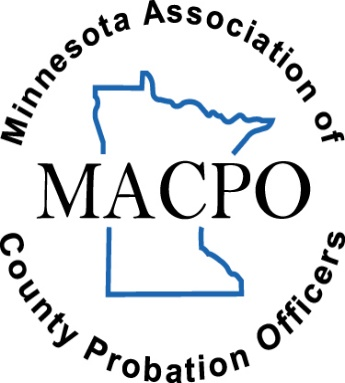 Minnesota Association of
MACPO
County Probation Officers